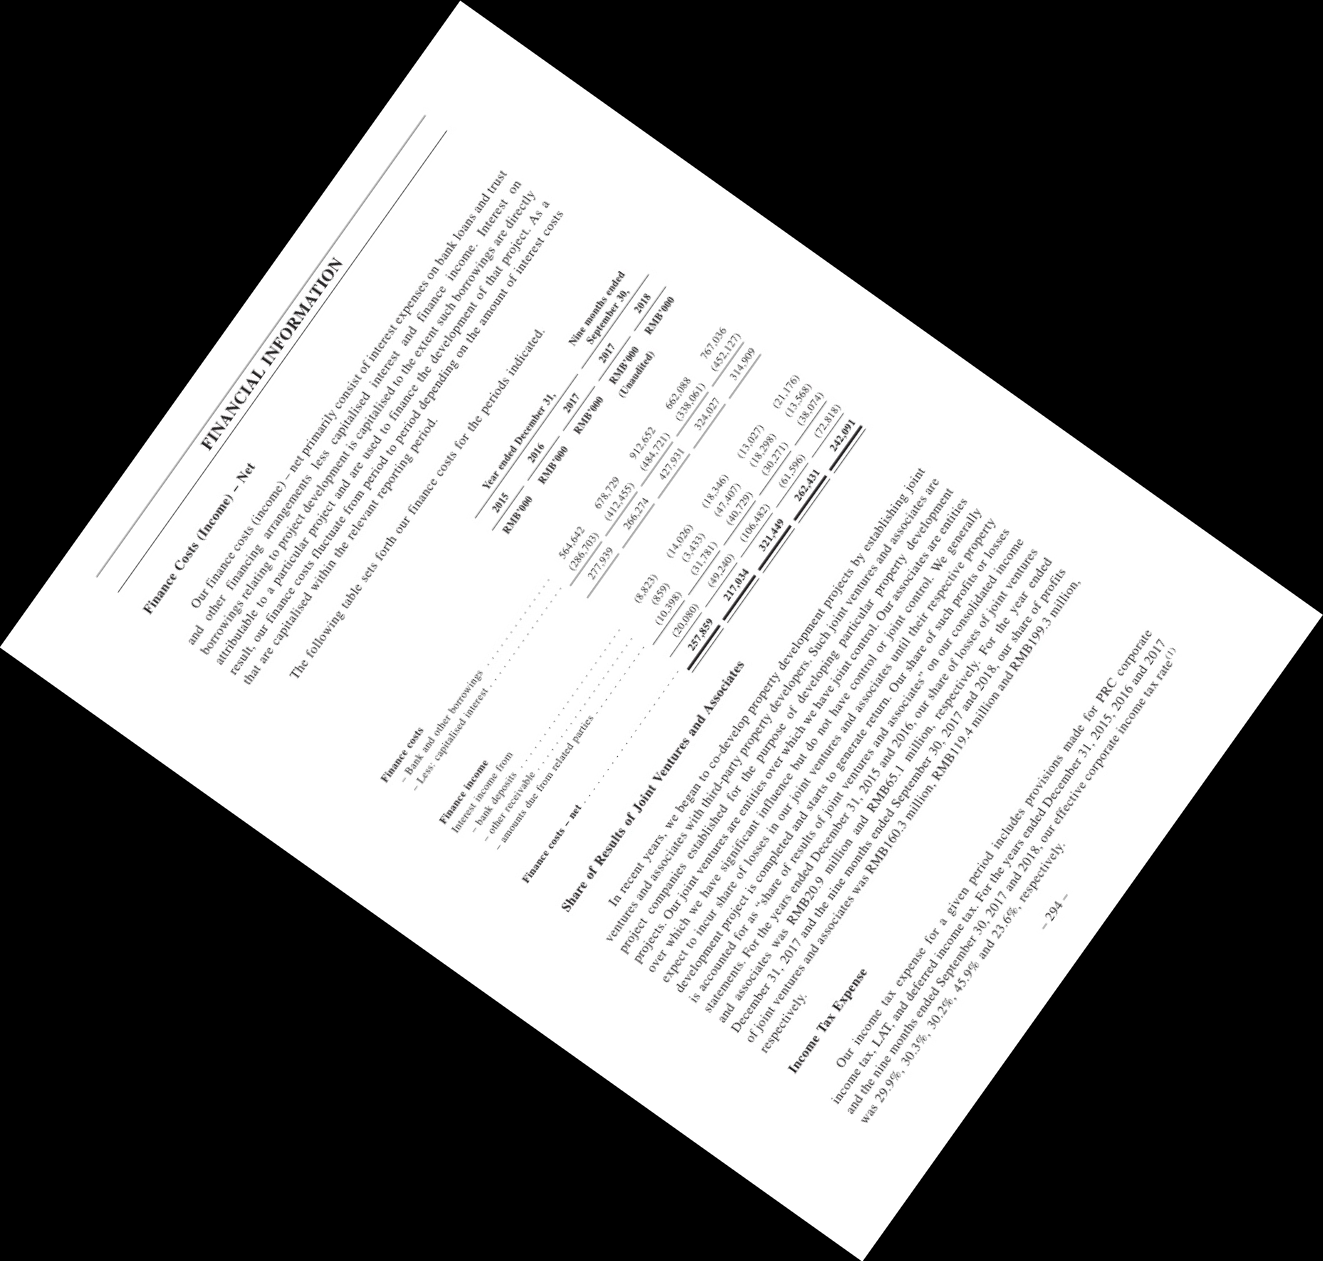 FINANCIAL INFORMATION
Finance Costs (Income) – Net
Our finance costs (income) – net primarily consist of interest expenses on bank loans and trust
and other financing arrangements less capitalised interest and finance income. Interest on
borrowings relating to project development is capitalised to the extent such borrowings are directly
attributable to a particular project and are used to finance the development of that project. As a
result, our finance costs fluctuate from period to period depending on the amount of interest costs
that are capitalised within the relevant reporting period.
The following table sets forth our finance costs for the periods indicated.
Year ended December 31, Nine months ended September 30,
2015 2016 2017 2017 2018
RMB'000 RMB'000 RMB'000 RMB'000 RMB'000
(Unaudited)
Finance costs
– Bank and other borrowings 564,642 678,729 912,652 662,088 767,036
– Less: capitalised interest (286,703) (412,455) (484,721) (338,061) (452,127)
277,939 266,274 427,931 324,027 314,909
Finance income
Interest income from
– bank deposits (8,823) (14,026) (18,346) (13,027) (21,176)
– other receivable (859) (3,433) (47,407) (18,298) (13,568)
– amounts due from related parties (10,398) (31,781) (40,729) (30,271) (38,074)
(20,080) (49,240) (106,482) (61,596) (72,818)
Finance costs – net 257,859 217,034 321,449 262,431 242,091
Share of Results of Joint Ventures and Associates
In recent years, we began to co-develop property development projects by establishing joint
ventures and associates with third-party property developers. Such joint ventures and associates are
project companies established for the purpose of developing particular property development
projects. Our joint ventures are entities over which we have joint control. Our associates are entities
over which we have significant influence but do not have control or joint control. We generally
expect to incur share of losses in our joint ventures and associates until their respective property
development project is completed and starts to generate return. Our share of such profits or losses
is accounted for as "share of results of joint ventures and associates" on our consolidated income
statements. For the years ended December 31, 2015 and 2016, our share of losses of joint ventures
and associates was RMB20.9 million and RMB65.1 million, respectively. For the year ended
December 31, 2017 and the nine months ended September 30, 2017 and 2018, our share of profits
of joint ventures and associates was RMB160.3 million, RMB119.4 million and RMB199.3 million,
respectively.
Income Tax Expense
Our income tax expense for a given period includes provisions made for PRC corporate
income tax, LAT, and deferred income tax. For the years ended December 31, 2015, 2016 and 2017
and the nine months ended September 30, 2017 and 2018, our effective corporate income tax rate(1)
was 29.9%, 30.3%, 30.2%, 45.9% and 23.6%, respectively.
– 294 –